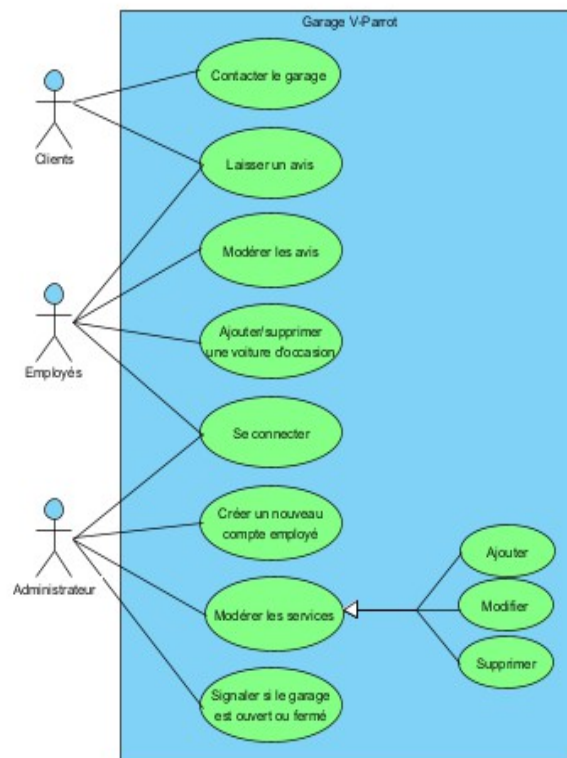 Garage V-Parrot
Contacter le garage
Clients
Laisser un avis
Modérer les avis
Employés
Ajouter/supprimer
une voiture d'occasion
Se connecter
Administrateur
Créer un nouveau
compte employé
Modérer les services
Ajouter
Modifier
Supprimer
Signaler si le garage
est ouvert ou fermé